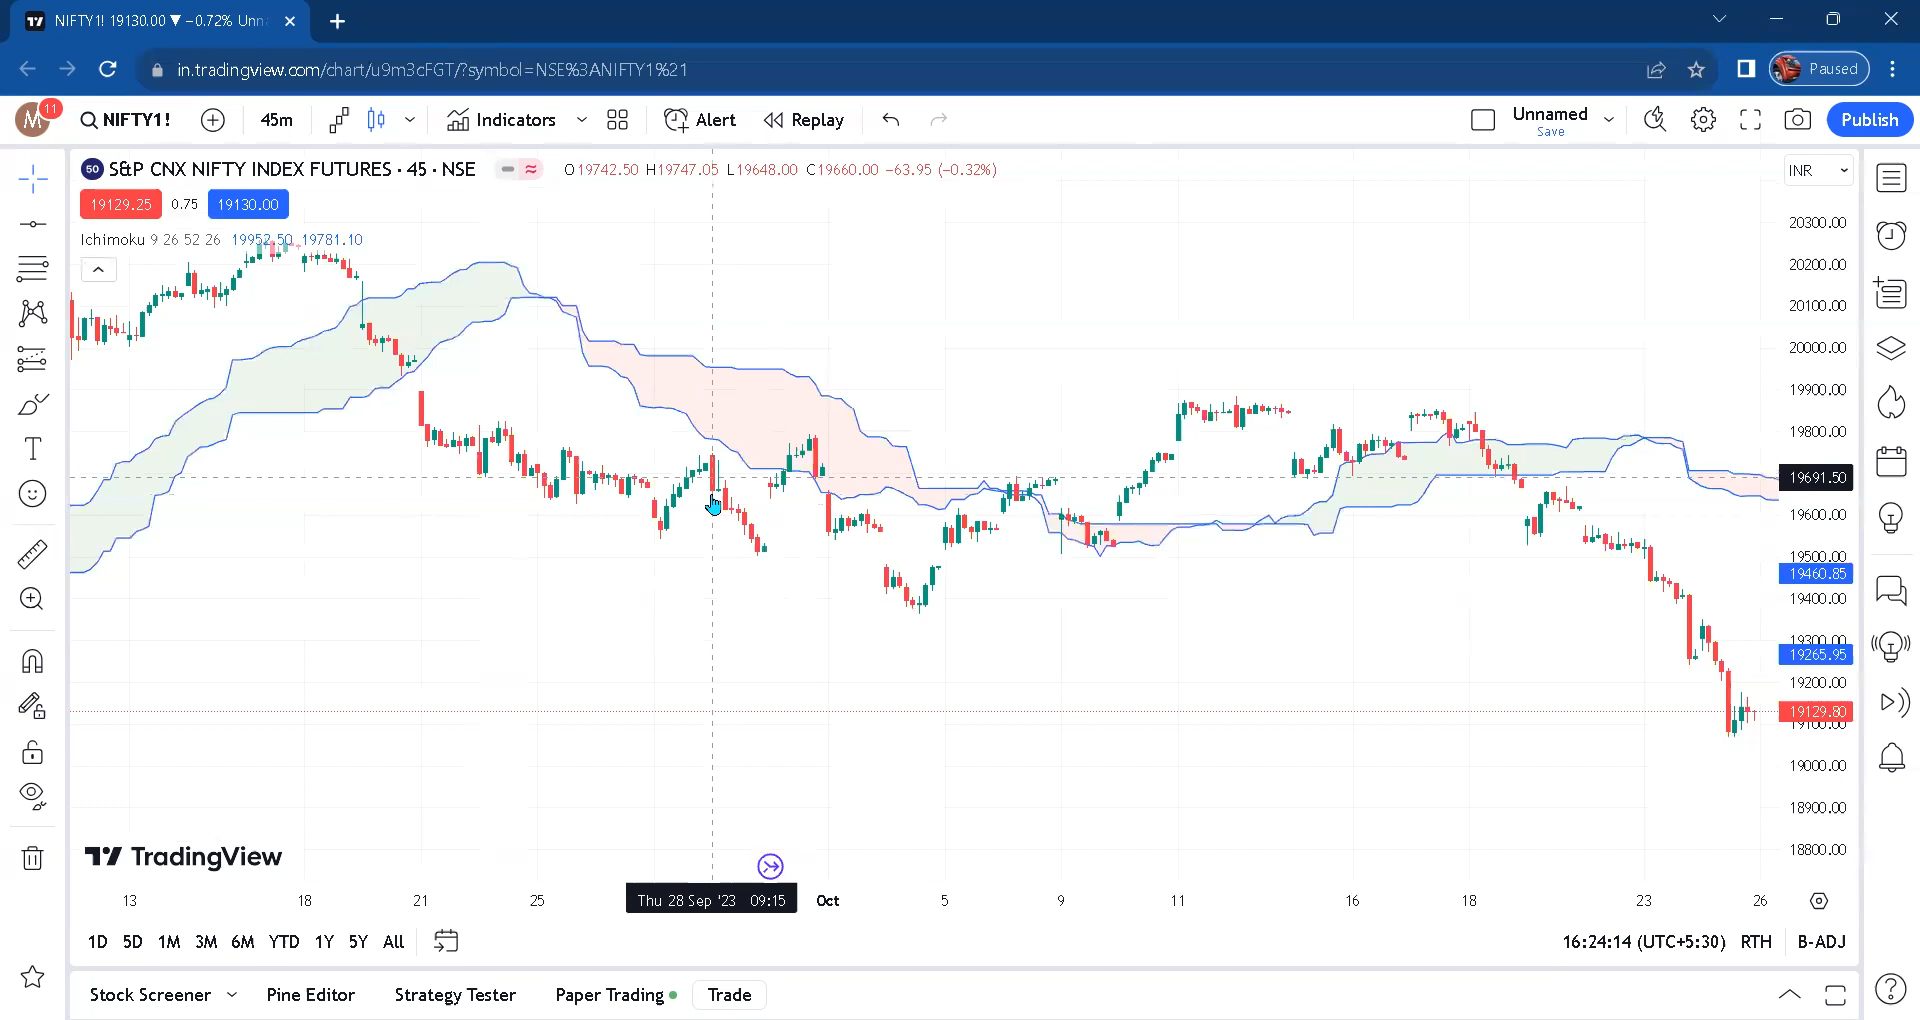 NIFTY1! 19130.00 ▼ −0.72% Unn
in.tradingview.com/chart/u9m3cFGT/?symbol=NSE%3ANIFTY1%21
Paused
M
11
NIFTY1!
45m
Indicators
Alert
Replay
Unnamed
Save
Publish
50
S&P CNX NIFTY INDEX FUTURES · 45 · NSE
O19742.50 H19747.05 L19648.00 C19660.00 −63.95 (−0.32%)
INR
19129.25
0.75
19130.00
Ichimoku 9 26 52 26 19952.50 19781.10
20300.00
20200.00
20100.00
20000.00
19900.00
19800.00
19691.50
19600.00
19500.00
19460.85
19400.00
19300.00
19265.95
19200.00
19129.80
19100.00
19000.00
18900.00
18800.00
TradingView
13
18
21
25
Thu 28 Sep '23 09:15
Oct
5
9
11
16
18
23
26
1D 5D 1M 3M 6M YTD 1Y 5Y All
16:24:14 (UTC+5:30) RTH B-ADJ
Stock Screener
Pine Editor
Strategy Tester
Paper Trading
Trade